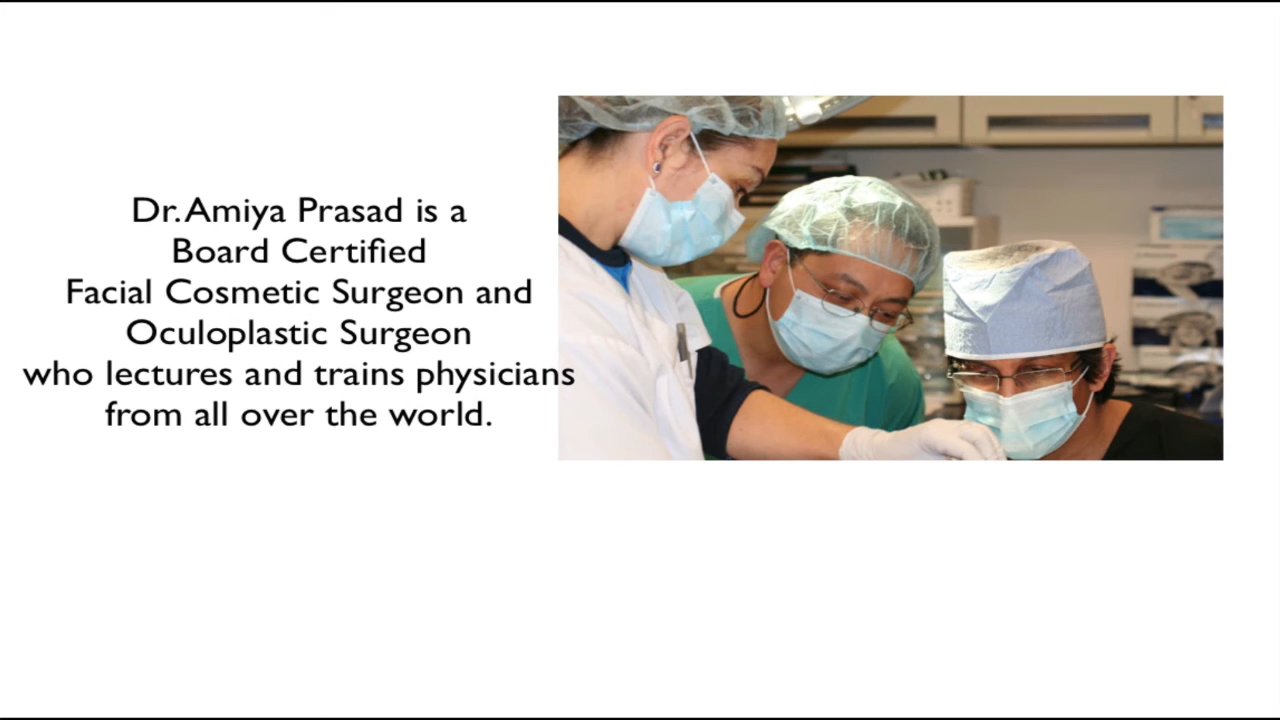 Dr. Amiya Prasad is a
Board Certified
Facial Cosmetic Surgeon and
Oculoplastic Surgeon
who lectures and trains physicians
from all over the world.